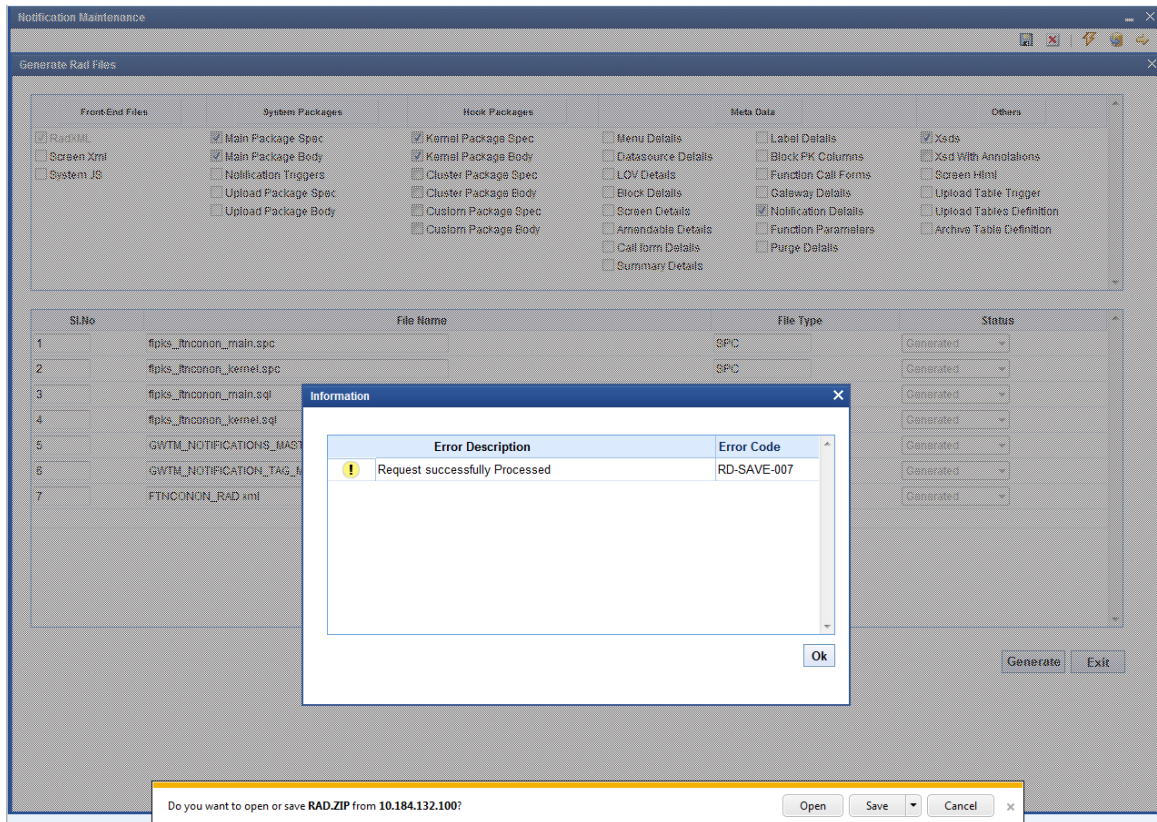 Notification Maintenance
Generate Rad Files
Front-End Files System Packages Hook Packages Meta Data Others
RadXML Main Package Spec Kernel Package Spec Menu Details Label Details Xsds
Screen Xml Main Package Body Kernel Package Body Datasource Details Block PK Columns Xsd With Annotations
System JS Notification Triggers Cluster Package Spec LOV Details Function Call Forms Screen Html
Upload Package Spec Cluster Package Body Block Details Gateway Details Upload Table Trigger
Upload Package Body Custom Package Spec Screen Details Notification Details Upload Tables Definition
Custom Package Body Amendable Details Function Parameters Archive Table Definition
Call form Details Purge Details
Summary Details
Sl.No File Name File Type Status
1 ftpks_ftnconon_main.spc SPC Generated
2 ftpks_ftnconon_kernel.spc SPC Generated
3 ftpks_ftnconon_main.sql Generated
4 ftpks_ftnconon_kernel.sql Generated
5 GWTM_NOTIFICATIONS_MAST Generated
6 GWTM_NOTIFICATION_TAG_M Generated
7 FTNCONON_RAD.xml Generated
Information
Error Description Error Code
Request successfully Processed RD-SAVE-007
Ok
Generate Exit
Do you want to open or save RAD.ZIP from 10.184.132.100? Open Save Cancel